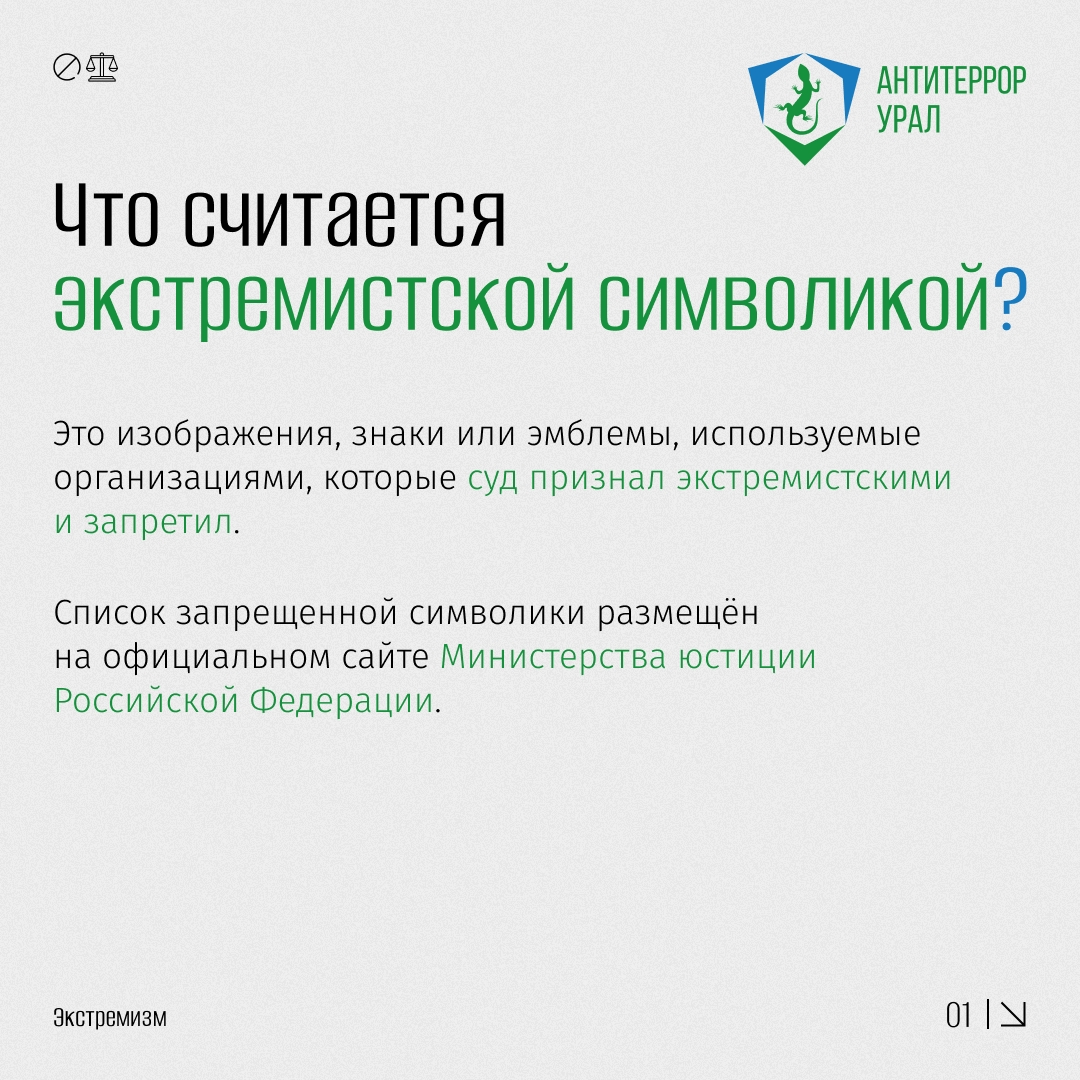 АНТИТЕРРОР
УРАЛ
Что считается
экстремистской символикой?
Это изображения, знаки или эмблемы, используемые
организациями, которые суд признал экстремистскими
и запретил.
Список запрещенной символики размещён
на официальном сайте Министерства юстиции
Российской Федерации.
Экстремизм
01